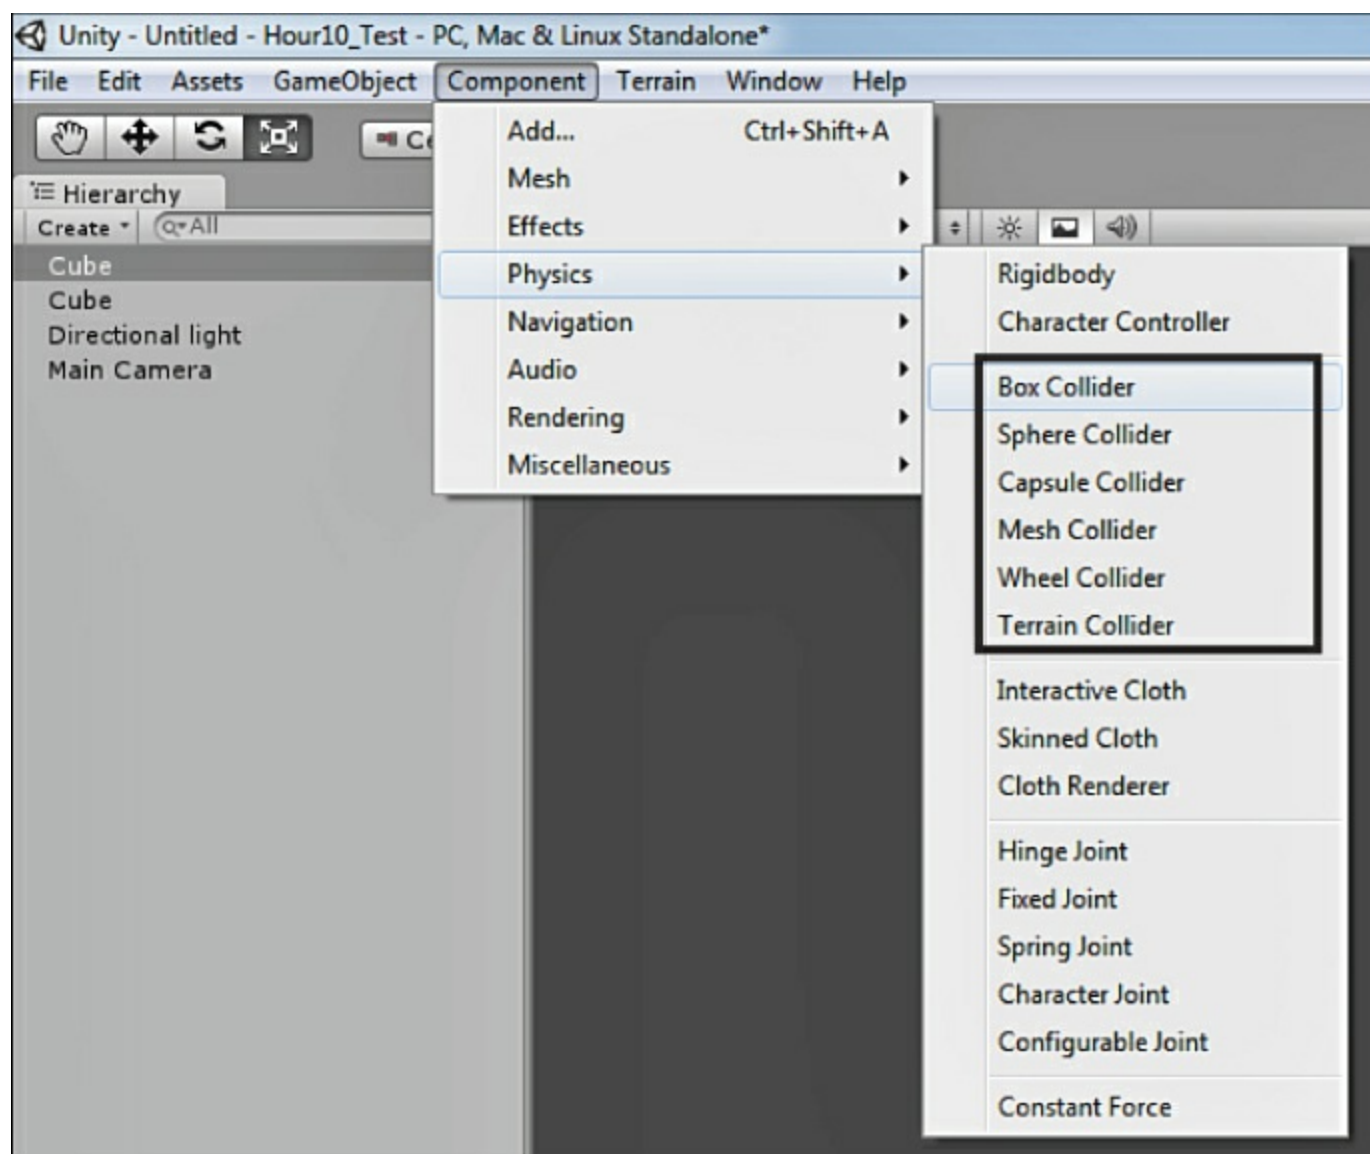 Unity - Untitled - Hour10_Test - PC, Mac & Linux Standalone*
File Edit Assets GameObject Component Terrain Window Help
Add... Ctrl+Shift+A
Mesh
Effects
Physics
Navigation
Audio
Rendering
Miscellaneous
Hierarchy
Create All
Cube
Cube
Directional light
Main Camera
Rigidbody
Character Controller
Box Collider
Sphere Collider
Capsule Collider
Mesh Collider
Wheel Collider
Terrain Collider
Interactive Cloth
Skinned Cloth
Cloth Renderer
Hinge Joint
Fixed Joint
Spring Joint
Character Joint
Configurable Joint
Constant Force